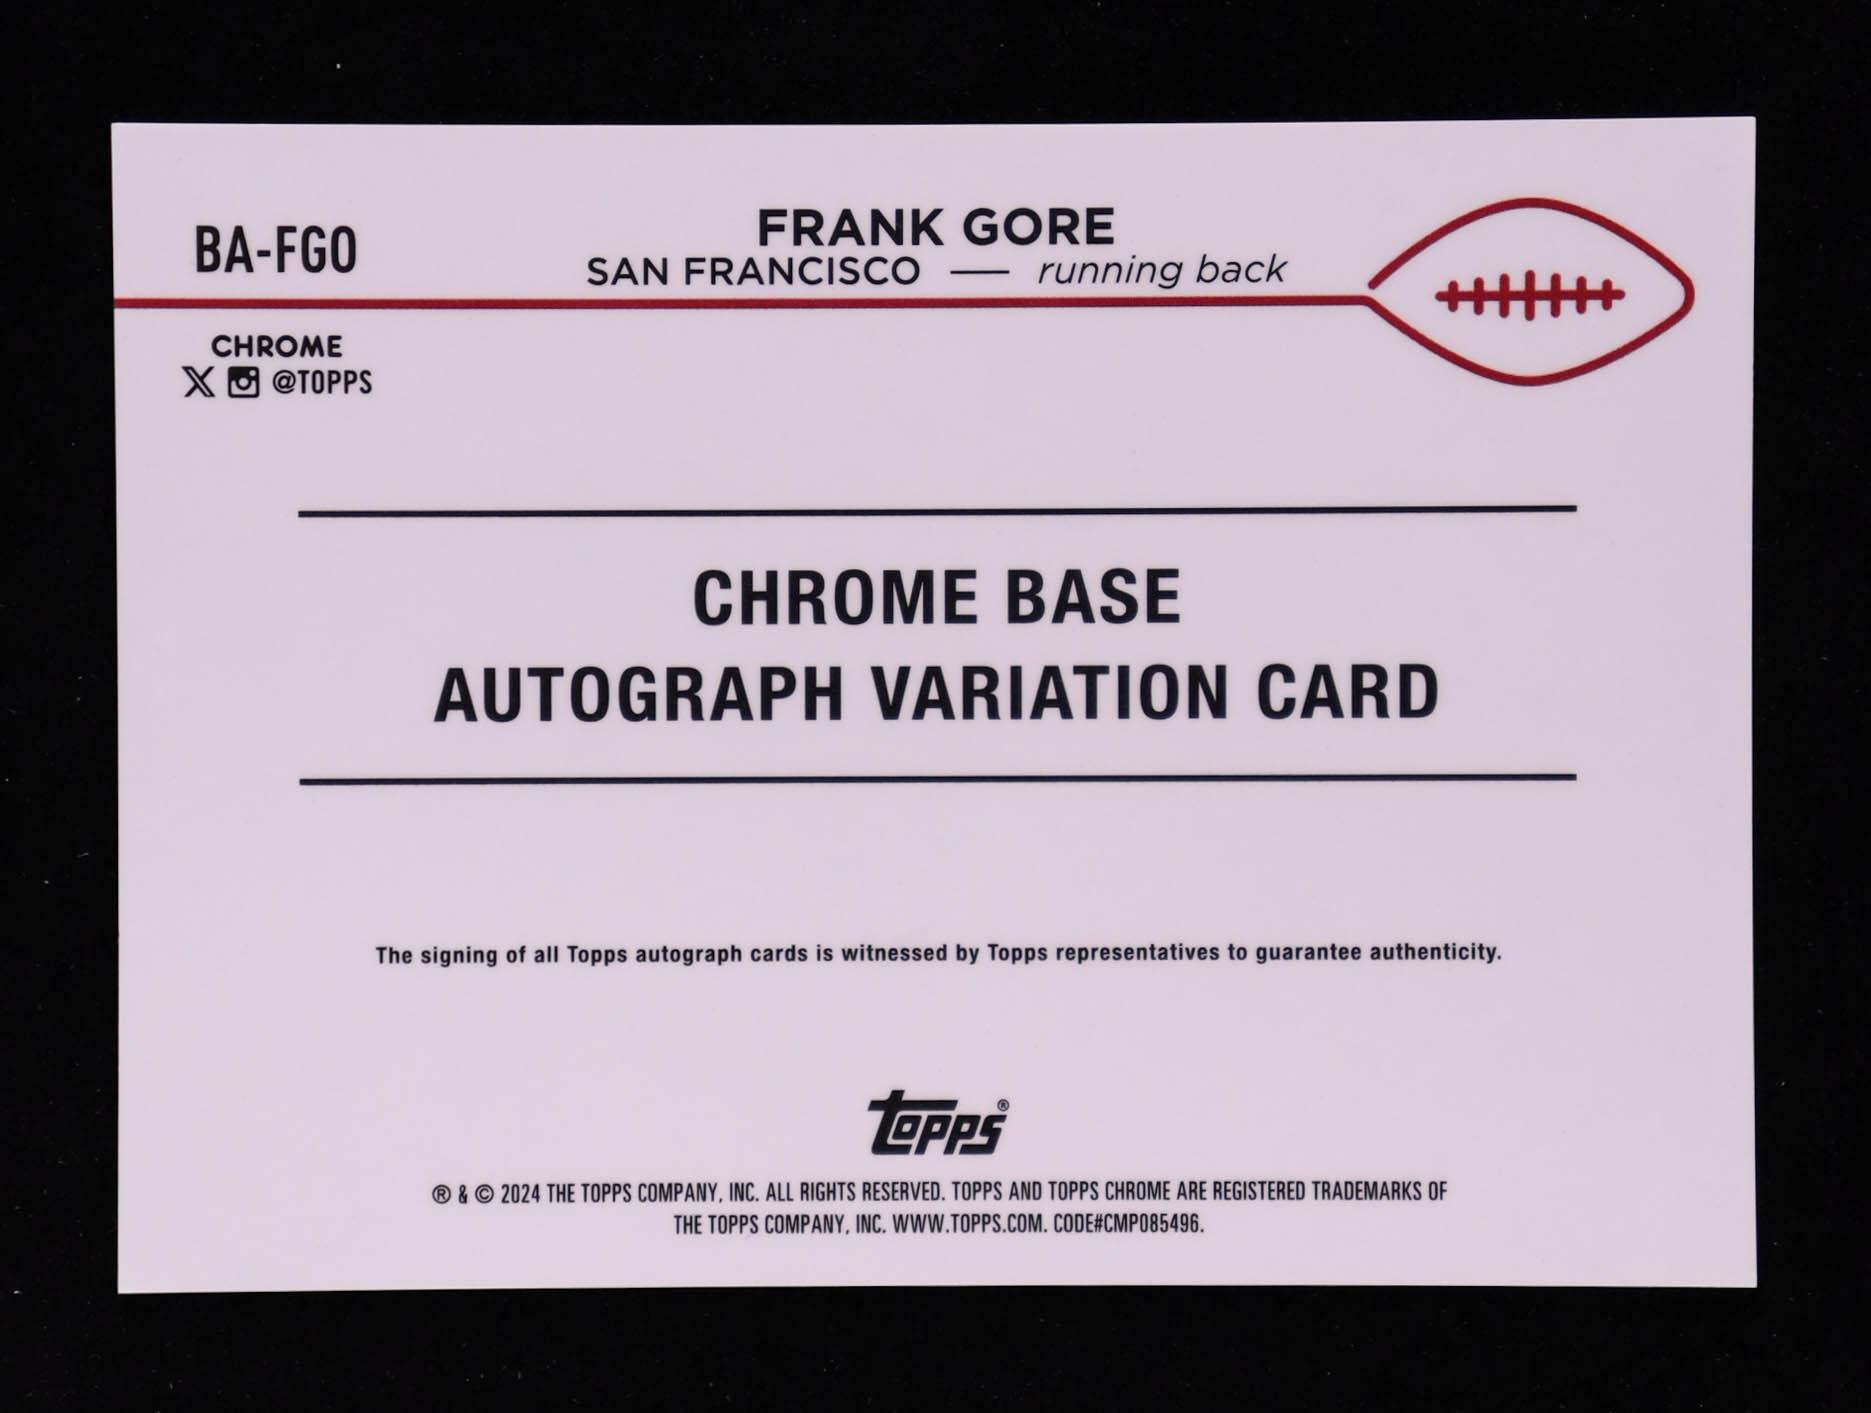 BA-FGO
FRANK GORE
SAN FRANCISCO — running back
CHROME
X @TOPPS
CHROME BASE
AUTOGRAPH VARIATION CARD
The signing of all Topps autograph cards is witnessed by Topps representatives to guarantee authenticity.
topps®
® & © 2024 THE TOPPS COMPANY, INC. ALL RIGHTS RESERVED. TOPPS AND TOPPS CHROME ARE REGISTERED TRADEMARKS OF
THE TOPPS COMPANY, INC. WWW.TOPPS.COM. CODE#CMP085496.